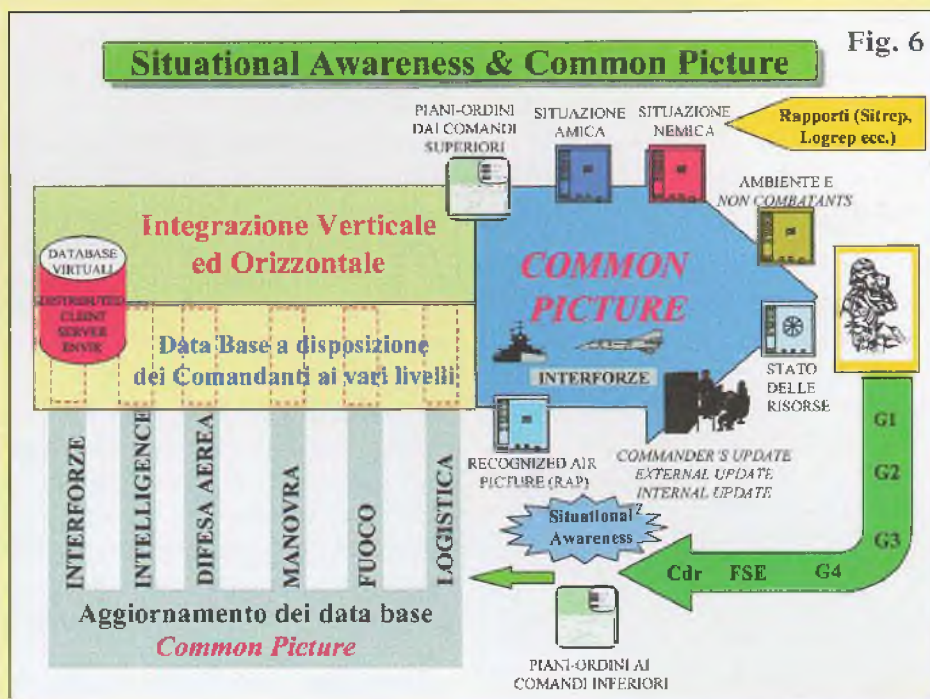 Fig. 6
Situational Awareness & Common Picture
PIANI-ORDINI
DAI COMANDI
SUPERIORI
SITUAZIONE
AMICA
SITUAZIONE
NEMICA
Rapporti (Sitrep,
Logrep ecc.)
AMBIENTE E
NON COMBATANTS
Integrazione Verticale
ed Orizzontale
DATABASE
VIRTUALI
DISTRIBUTED
CLIENT
SERVER
ENVIR
Data Base a disposizione
dei Comandanti ai vari livelli
COMMON
PICTURE
INTERFORZE
STATO
DELLE
RISORSE
RECOGNIZED AIR
PICTURE (RAP)
COMMANDER'S UPDATE
EXTERNAL UPDATE
INTERNAL UPDATE
G1
G2
G3
G4
FSE
Cdr
Situational
Awareness
INTERFORZE
INTELLIGENCE
DIFESA AEREA
MANOVRA
FUOCO
LOGISTICA
Aggiornamento dei data base
Common Picture
PIANI-ORDINI AI
COMANDI INFERIORI